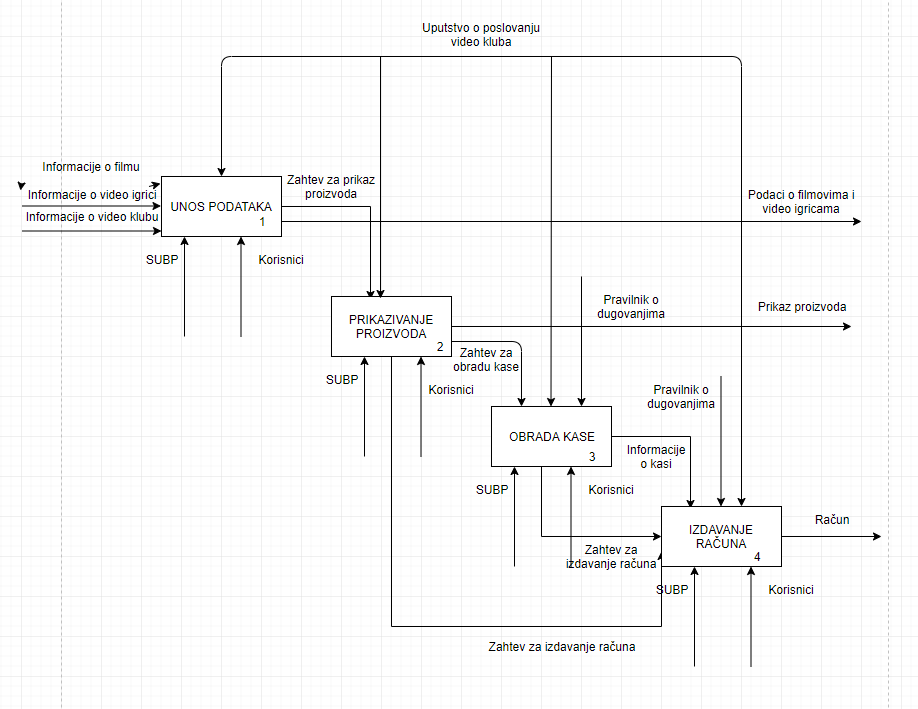 Uputstvo o poslovanju
video kluba
Informacije o filmu
Informacije o video igrici
Informacije o video klubu
UNOS PODATAKA
1
Zahtev za prikaz
proizvoda
Podaci o filmovima i
video igricama
SUBP
Korisnici
PRIKAZIVANJE
PROIZVODA
2
Pravilnik o
dugovanjima
Prikaz proizvoda
Zahtev za
obradu kase
SUBP
Korisnici
Pravilnik o
dugovanjima
OBRADA KASE
3
Informacije
o kasi
SUBP
Korisnici
IZDAVANJE
RAČUNA
4
Račun
Zahtev za
izdavanje računa
SUBP
Korisnici
Zahtev za izdavanje računa